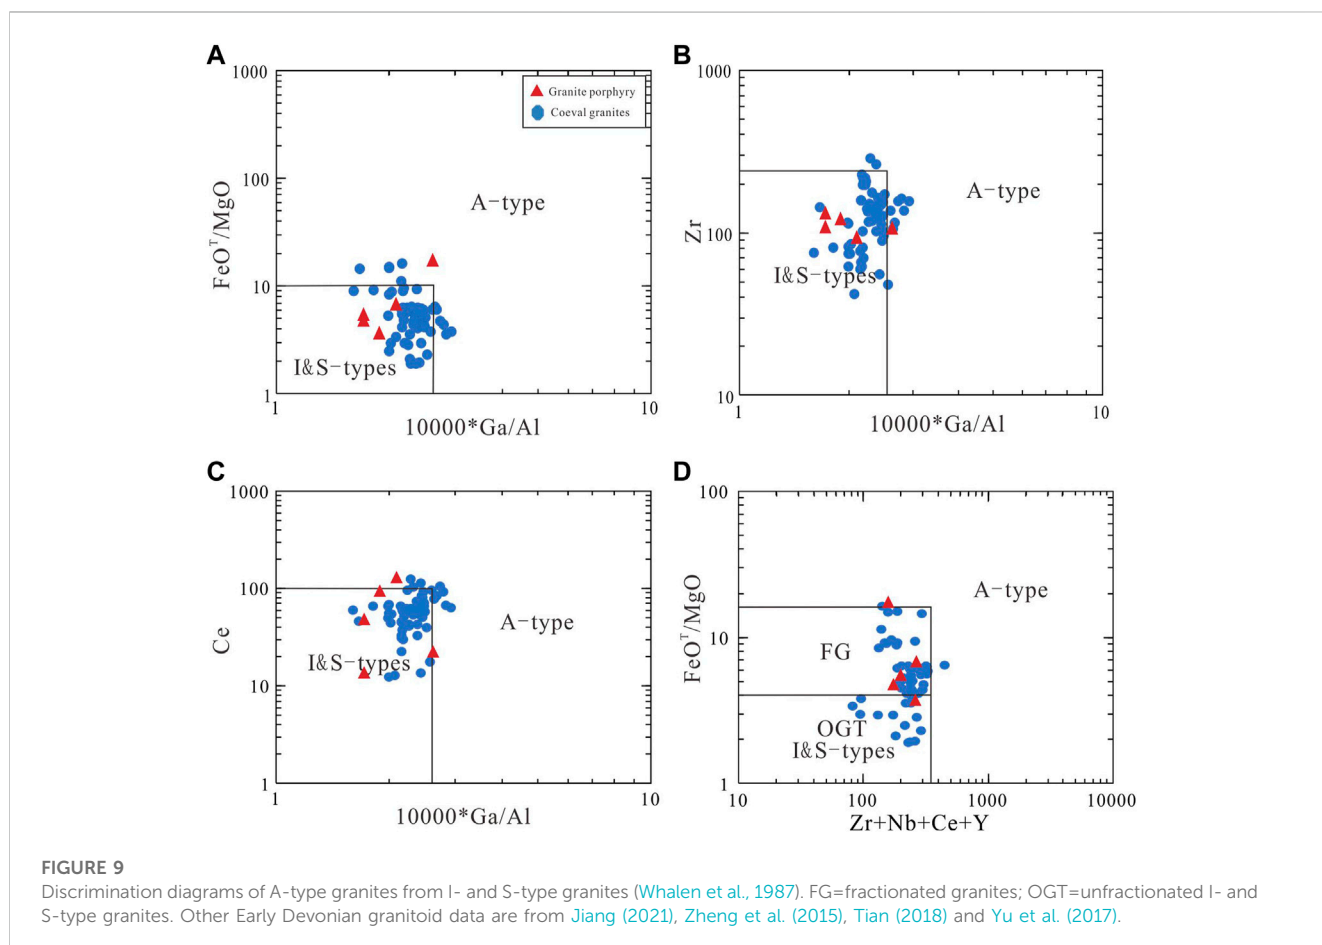 A
1000
100
10
1
FeOᵀ/MgO
Granite porphyry
Coeval granites
A-type
I&S-types
1
10
10000*Ga/Al
B
1000
100
10
Zr
A-type
I&S-types
1
10
10000*Ga/Al
C
1000
100
10
1
Ce
A-type
I&S-types
1
10
10000*Ga/Al
D
100
10
1
FeOᵀ/MgO
A-type
FG
OGT
I&S-types
10
100
1000
10000
Zr+Nb+Ce+Y
FIGURE 9
Discrimination diagrams of A-type granites from I- and S-type granites (Whalen et al., 1987). FG=fractionated granites; OGT=unfractionated I- and
S-type granites. Other Early Devonian granitoid data are from Jiang (2021), Zheng et al. (2015), Tian (2018) and Yu et al. (2017).